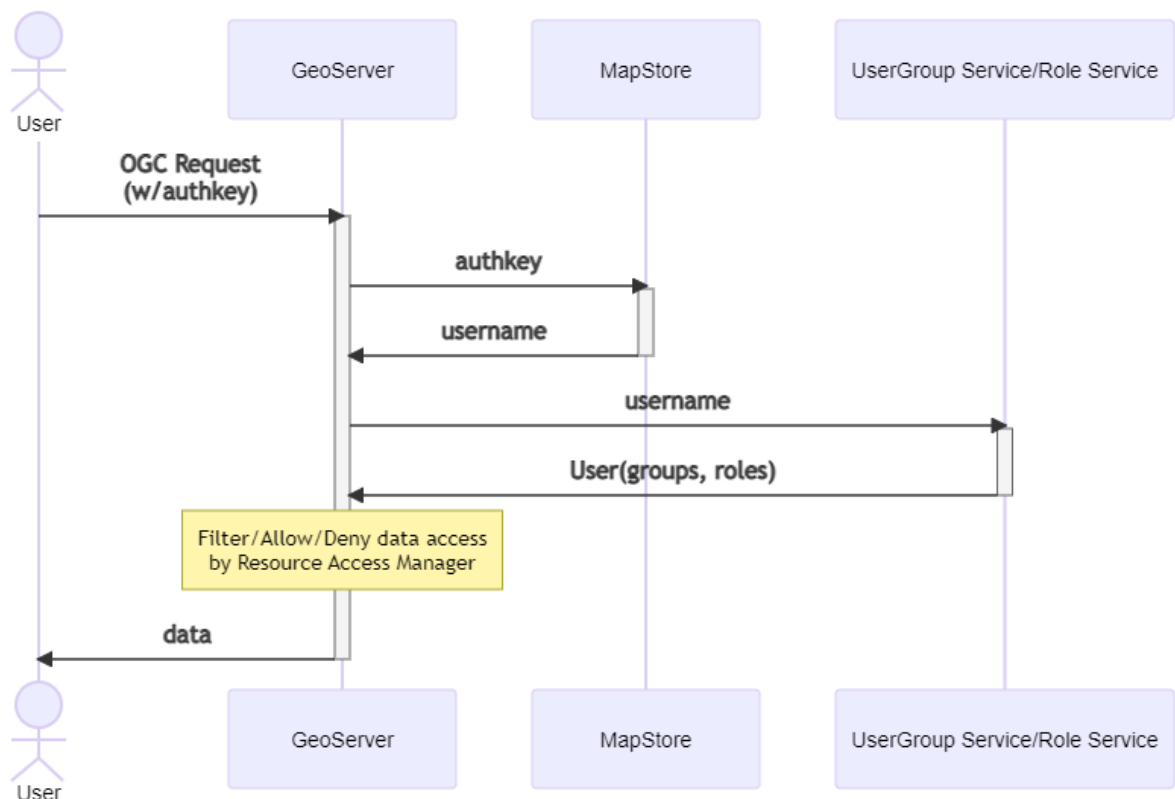 GeoServer
MapStore
UserGroup Service/Role Service
User
OGC Request
(w/authkey)
authkey
username
username
User(groups, roles)
Filter/Allow/Deny data access
by Resource Access Manager
data
GeoServer
MapStore
UserGroup Service/Role Service
User